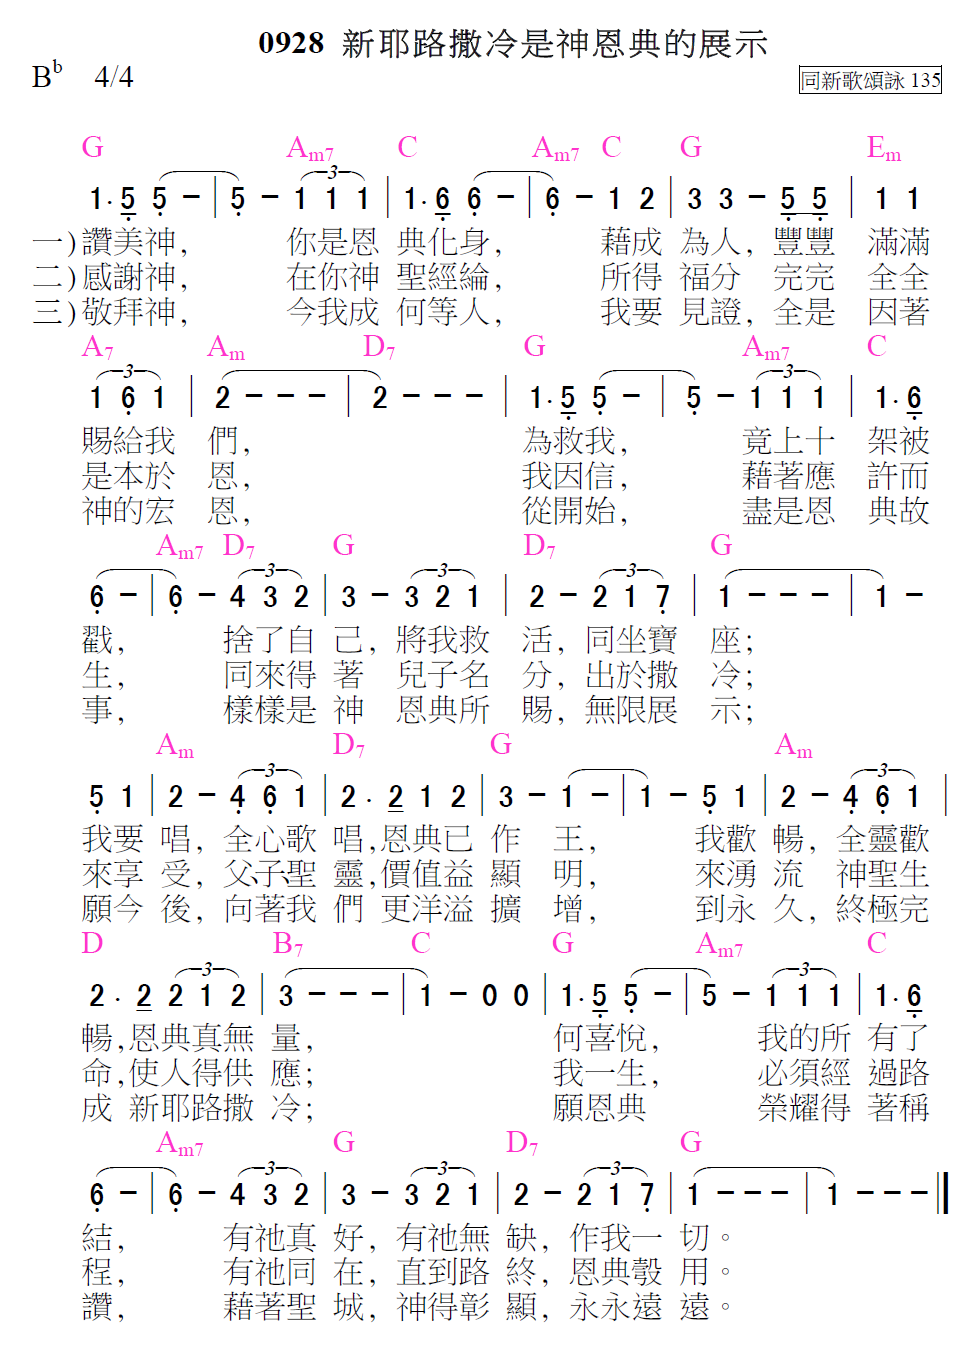 0928 新耶路撒冷是神恩典的展示
B♭ 4/4 同新歌頌詠 135
G Am7 C Am7 C G Em
1· 5 5 − | 5 − 1 1 1 | 1· 6 6 − | 6 − 1 2 | 3 3 − 5 5 | 1 1
一)讚美神, 你是恩 典化身, 藉成 為人, 豐豐 滿滿
二)感謝神, 在你神 聖經綸, 所得 福分 完完 全全
三)敬拜神, 今我成 何等人, 我要 見證, 全是 因著
A7 Am D7 G Am7 C
1 6 1 | 2 − − − | 2 − − − | 1· 5 5 − | 5 − 1 1 1 | 1· 6
賜給我 們, 為救我, 竟上十 架被
是本於 恩, 我因信, 藉著應 許而
神的宏 恩, 從開始, 盡是恩 典故
Am7 D7 G D7 G
6 − | 6 − 4 3 2 | 3 − 3 2 1 | 2 − 2 1 7 | 1 − − − | 1 −
戳, 捨了自 己, 將我救 活, 同坐寶 座;
生, 同來得 著 兒子名 分, 出於撒 冷;
事, 樣樣是 神 恩典所 賜, 無限展 示;
Am D7 G Am
5 1 | 2 − 4 6 1 | 2· 2 1 2 | 3 − 1 − | 1 − 5 1 | 2 − 4 6 1 |
我要 唱, 全心歌 唱,恩典已 作 王, 我歡 暢, 全靈歡
來享 受, 父、子、聖 靈,價值益 顯 明, 來湧 流 神聖生
願今 後, 向著我 們 更洋溢 擴 增, 到永 久, 終極完
D B7 C G Am7 C
2· 2 2 1 2 | 3 − − − | 1 − 0 0 | 1· 5 5 − | 5 − 1 1 1 | 1· 6
暢,恩典真無 量, 何喜悅, 我的所 有了
命,使人得供 應; 我一生, 必須經 過路
成 新耶路撒 冷; 願恩典 榮耀得 著稱
Am7 G D7 G
6 − | 6 − 4 3 2 | 3 − 3 2 1 | 2 − 2 1 7 | 1 − − − | 1 − − − ‖
結, 有祂真 好, 有祂無 缺, 作我一 切。
程, 有祂同 在, 直到路 終, 恩典彀 用。
讚, 藉著聖 城, 神得彰 顯, 永永遠 遠。